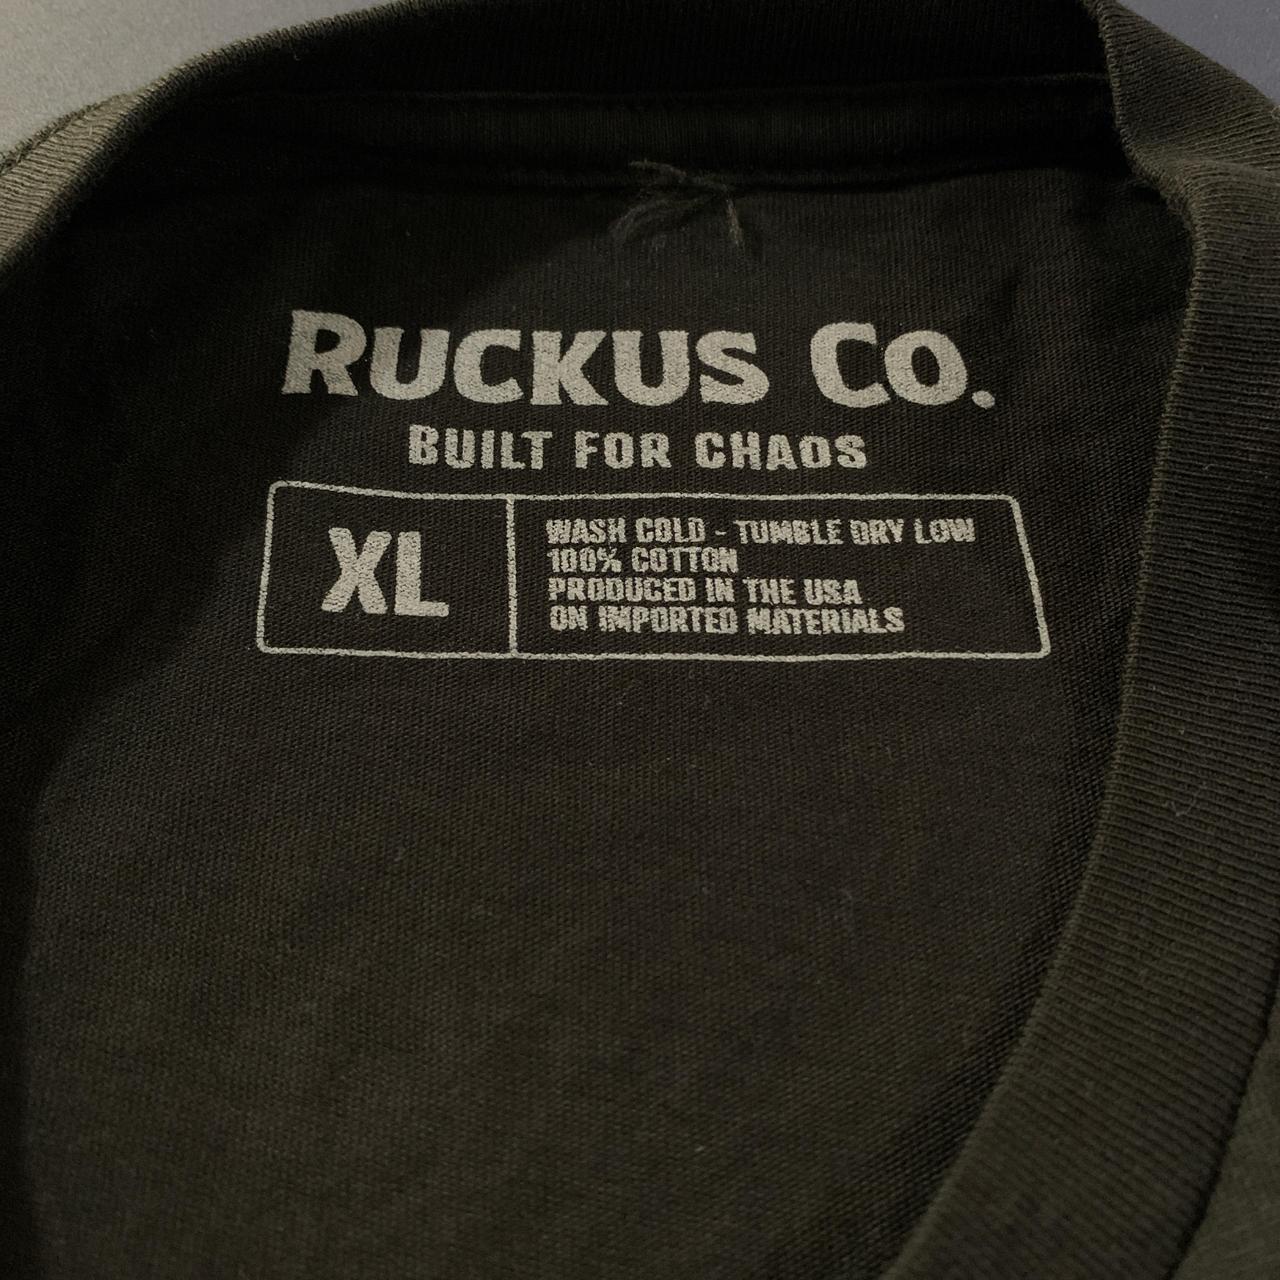 RUCKUS CO.
BUILT FOR CHAOS
XL
WASH COLD - TUMBLE DRY LOW
100% COTTON
PRODUCED IN THE USA
ON IMPORTED MATERIALS